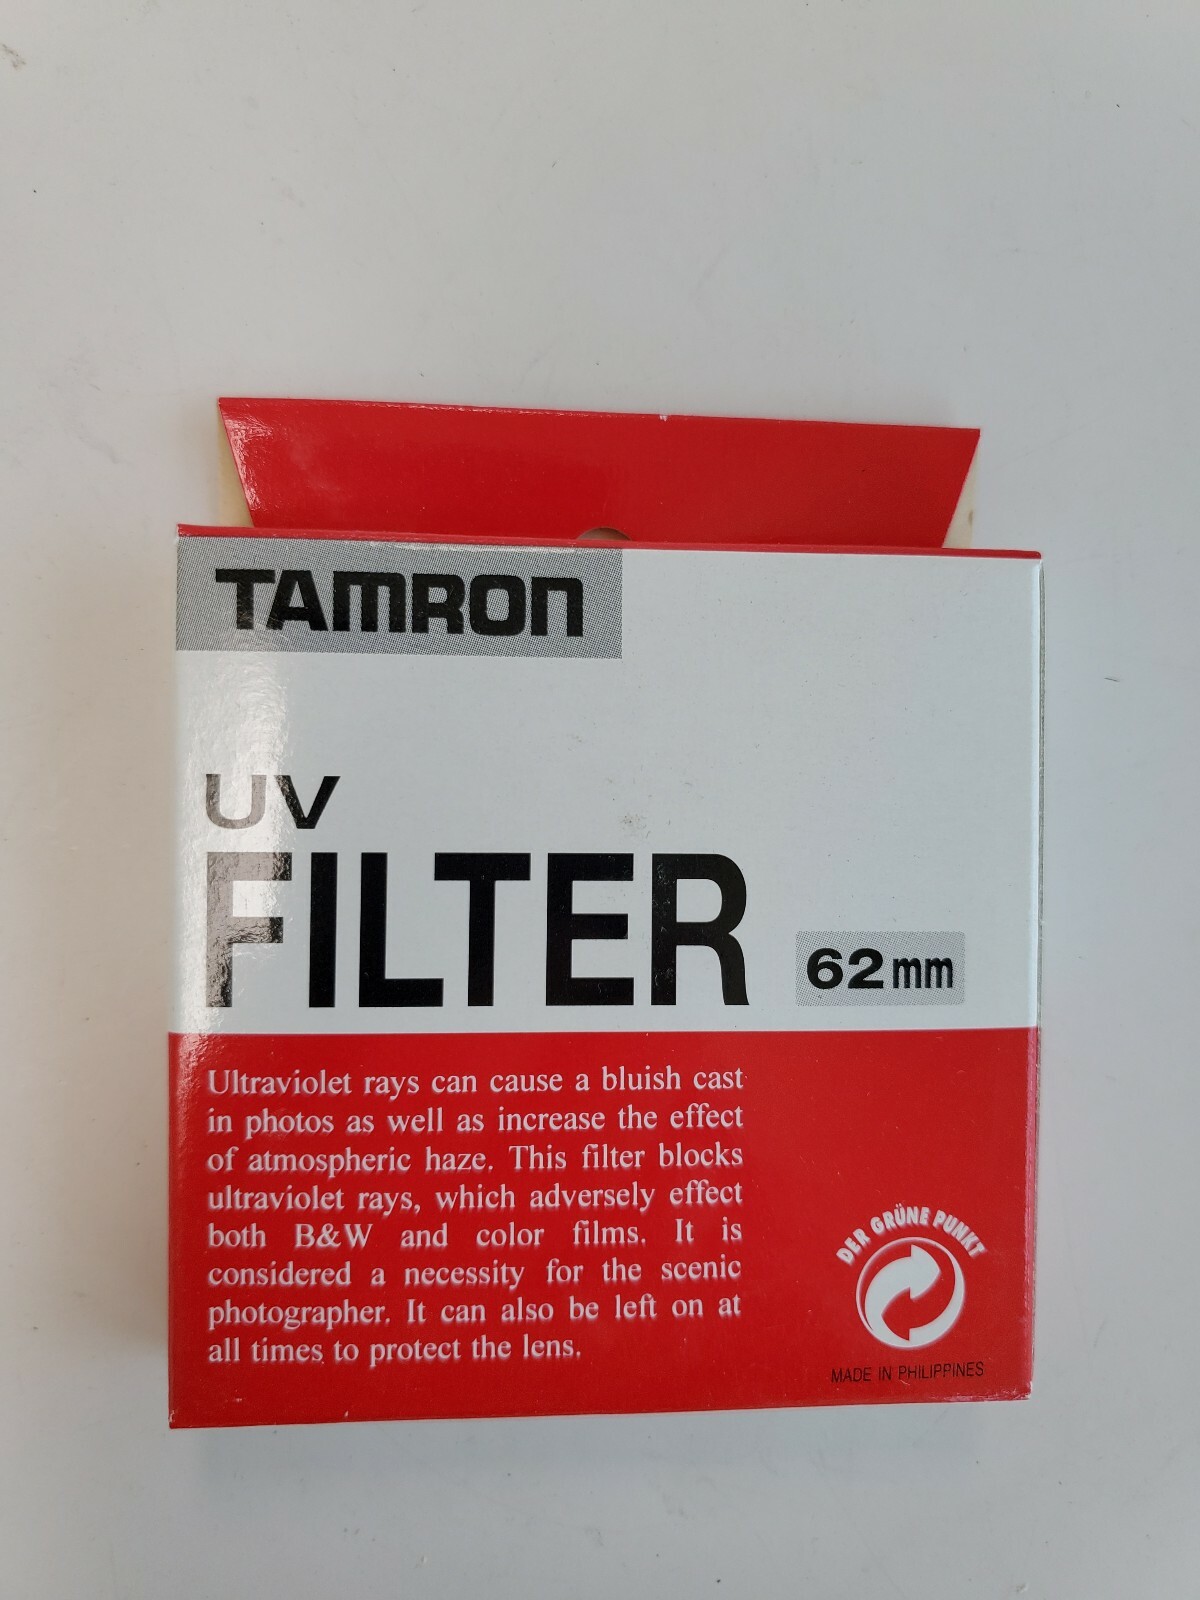 TAMRON
UV
FILTER
62mm
Ultraviolet rays can cause a bluish cast
in photos as well as increase the effect
of atmospheric haze. This filter blocks
ultraviolet rays, which adversely effect
both B&W and color films. It is
considered a necessity for the scenic
photographer. It can also be left on at
all times to protect the lens.
DER GRÜNE PUNKT
MADE IN PHILIPPINES